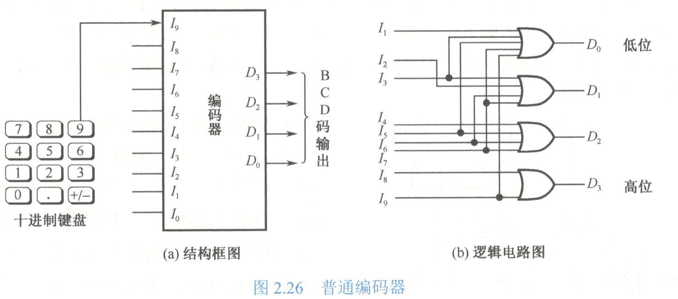 7 8 9
4 5 6
1 2 3
0 . +/−
十进制键盘
I₉
I₈
I₇
I₆
I₅
I₄
I₃
I₂
I₁
I₀
编码器
D₃
D₂
D₁
D₀
BCD码输出
(a) 结构框图
I₁
I₂
I₃
I₄
I₅
I₆
I₇
I₈
I₉
D₀ 低位
D₁
D₂
D₃ 高位
(b) 逻辑电路图
图 2.26 普通编码器